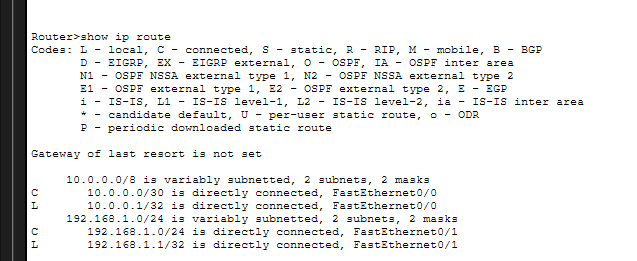 Router>show ip route
Codes: L - local, C - connected, S - static, R - RIP, M - mobile, B - BGP
       D - EIGRP, EX - EIGRP external, O - OSPF, IA - OSPF inter area
       N1 - OSPF NSSA external type 1, N2 - OSPF NSSA external type 2
       E1 - OSPF external type 1, E2 - OSPF external type 2, E - EGP
       i - IS-IS, L1 - IS-IS level-1, L2 - IS-IS level-2, ia - IS-IS inter area
       * - candidate default, U - per-user static route, o - ODR
       P - periodic downloaded static route

Gateway of last resort is not set

     10.0.0.0/8 is variably subnetted, 2 subnets, 2 masks
C       10.0.0.0/30 is directly connected, FastEthernet0/0
L       10.0.0.1/32 is directly connected, FastEthernet0/0
     192.168.1.0/24 is variably subnetted, 2 subnets, 2 masks
C       192.168.1.0/24 is directly connected, FastEthernet0/1
L       192.168.1.1/32 is directly connected, FastEthernet0/1